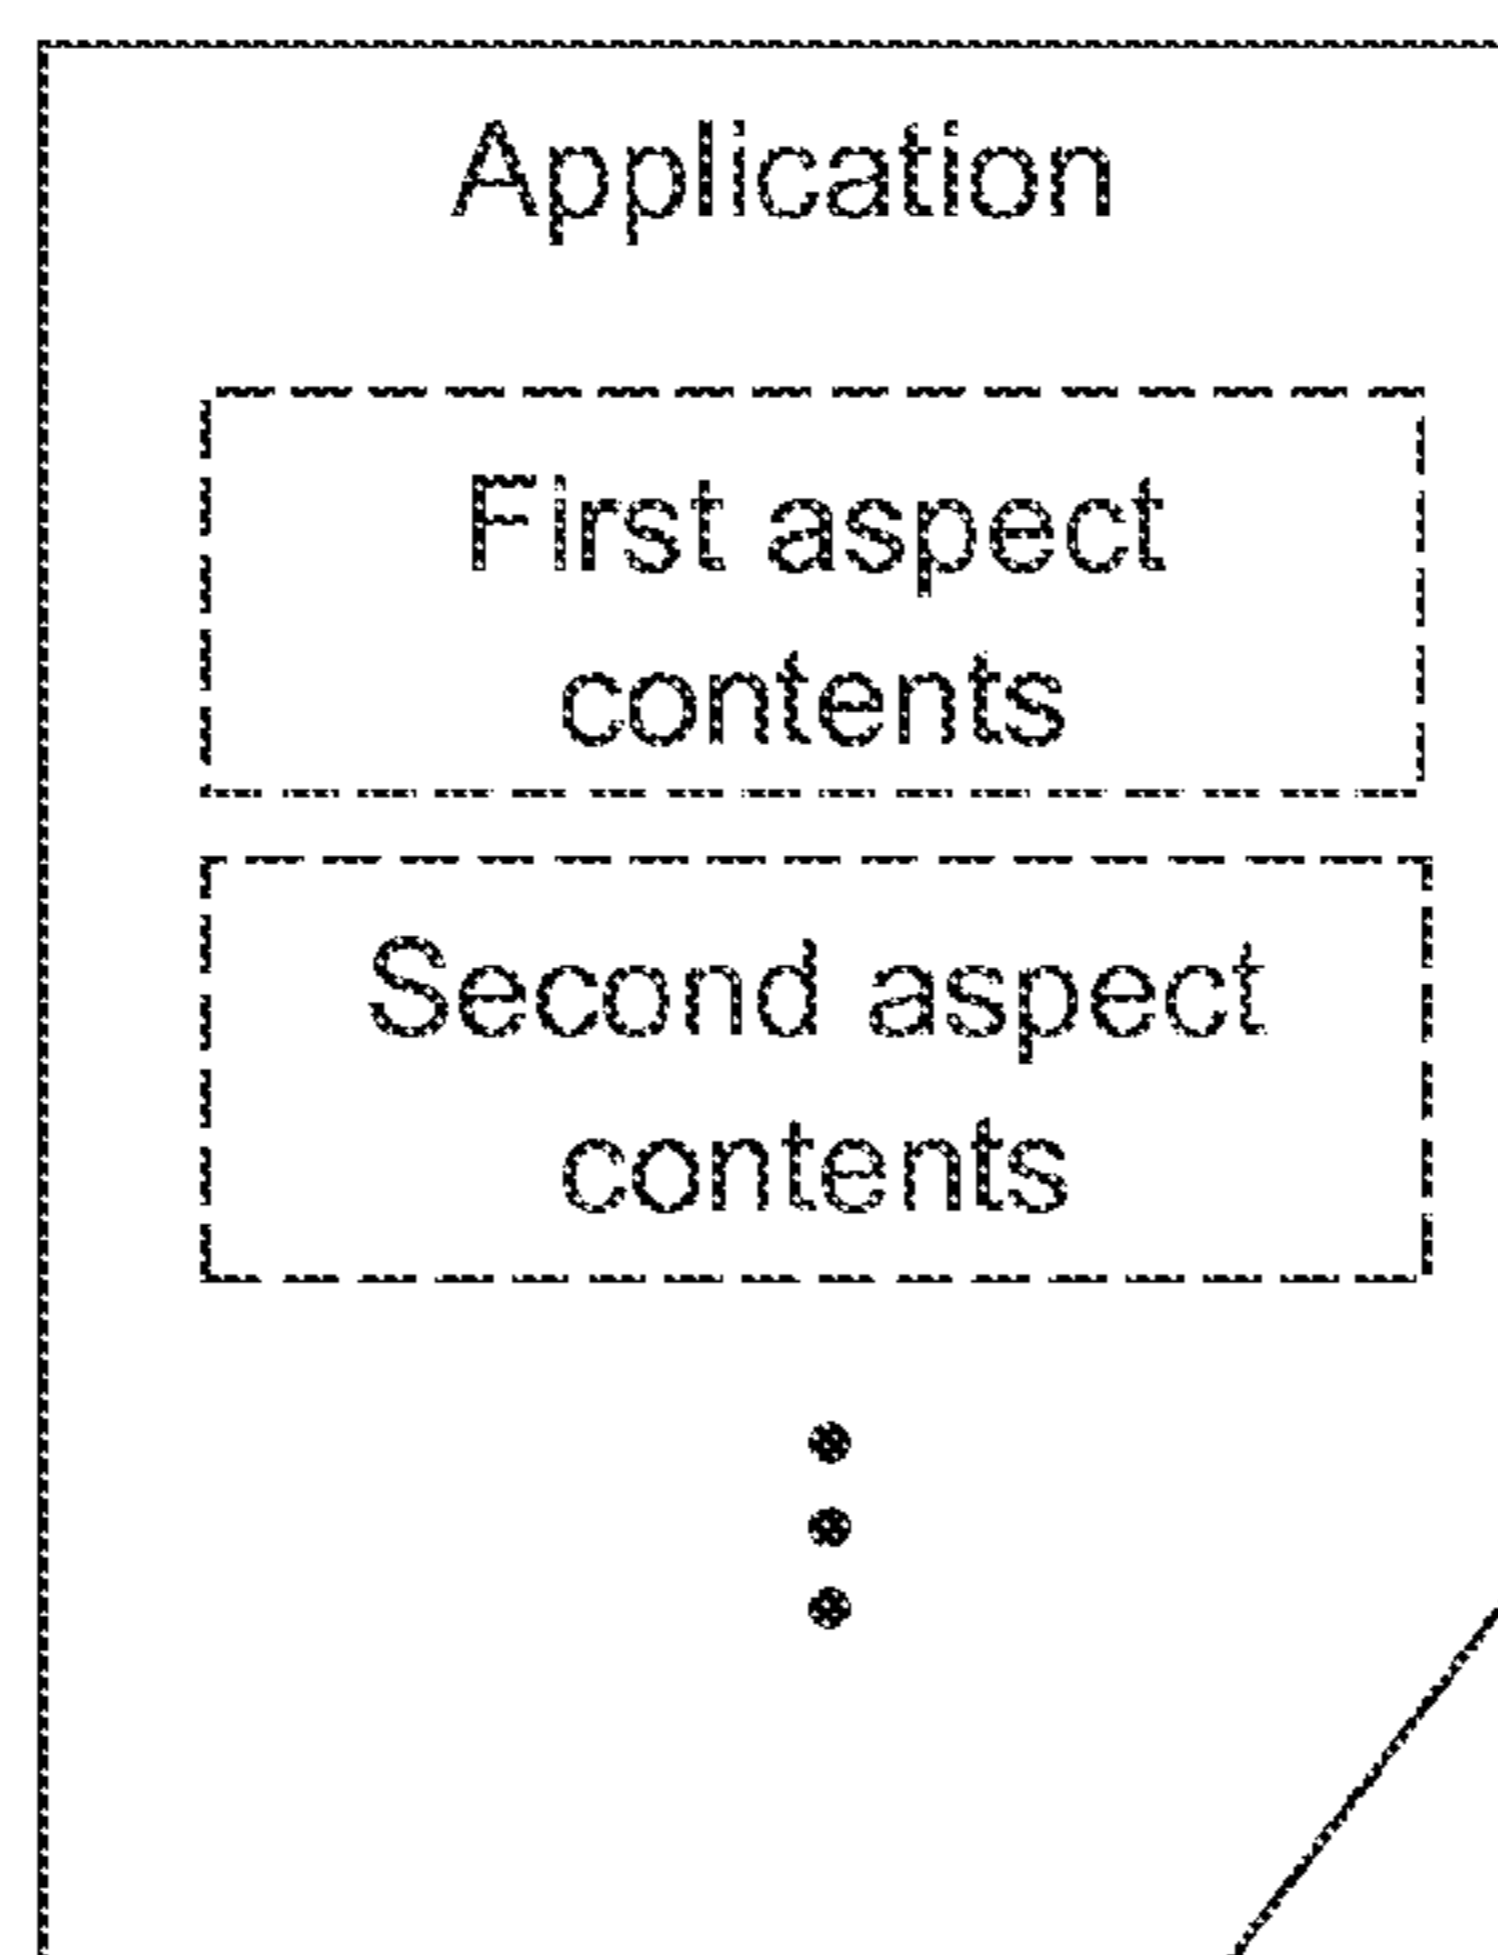 Application
First aspect
contents
Second aspect
contents